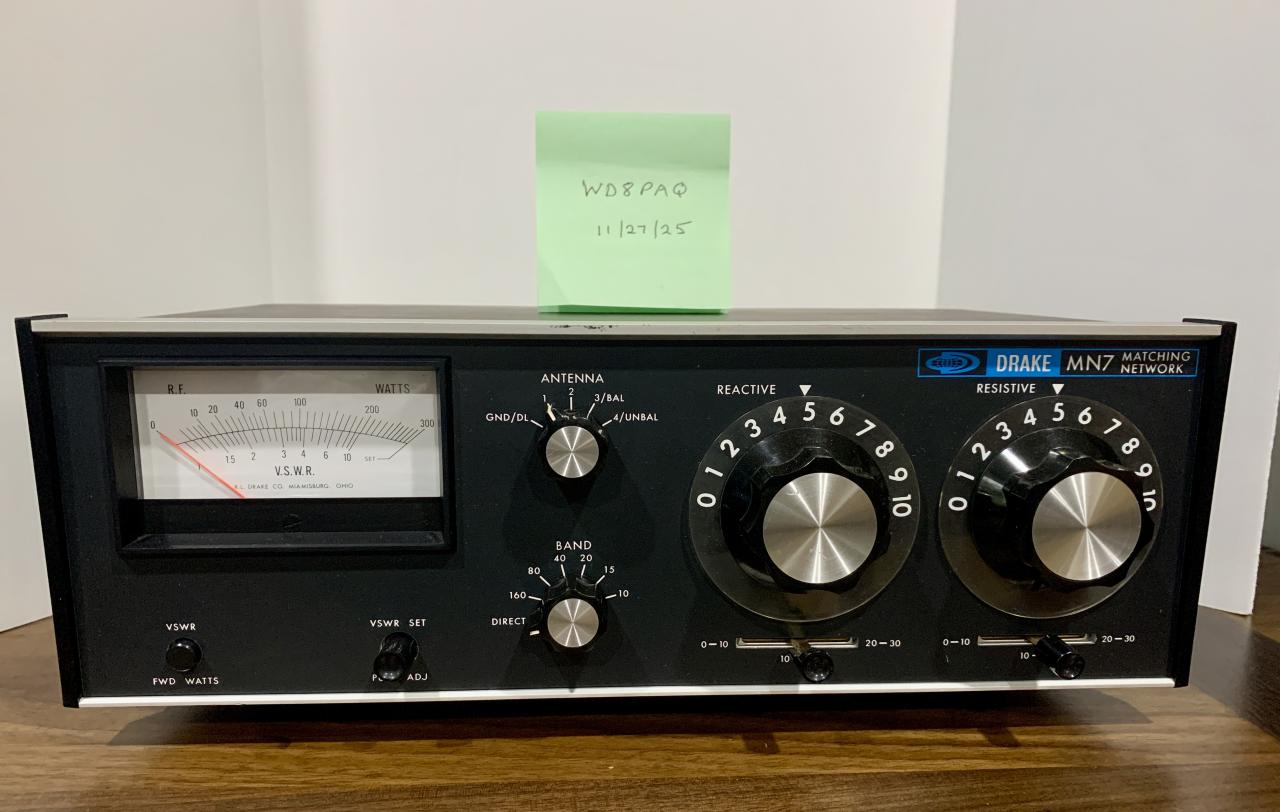 WD8PAQ
11/27/25
DRAKE MN7 MATCHING NETWORK
R.F. WATTS
0 10 20 40 60 100 200 300
1 1.5 2 3 4 6 10 SET
V.S.W.R.
R.L. DRAKE CO. MIAMISBURG, OHIO
ANTENNA
GND/DL 1 2 3/BAL 4/UNBAL
REACTIVE
0 1 2 3 4 5 6 7 8 9 10
RESISTIVE
0 1 2 3 4 5 6 7 8 9 10
BAND
DIRECT 160 80 40 20 15 10
VSWR
FWD WATTS
VSWR SET
ADJ
0-10 10- 20-30
0-10 10- 20-30